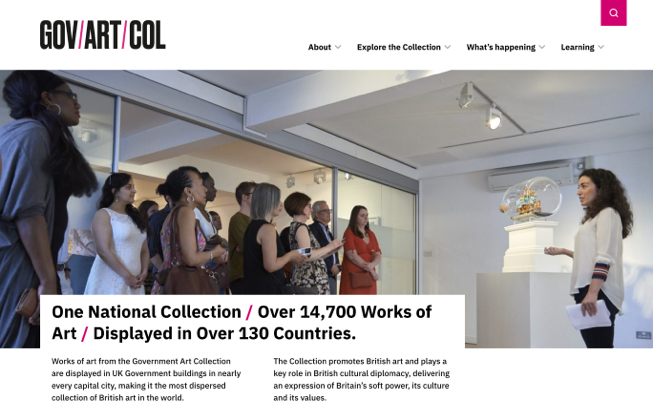 GOV/ART/COL
About
Explore the Collection
What's happening
Learning
One National Collection / Over 14,700 Works of
Art / Displayed in Over 130 Countries.
Works of art from the Government Art Collection
are displayed in UK Government buildings in nearly
every capital city, making it the most dispersed
collection of British art in the world.
The Collection promotes British art and plays a
key role in British cultural diplomacy, delivering
an expression of Britain's soft power, its culture
and its values.